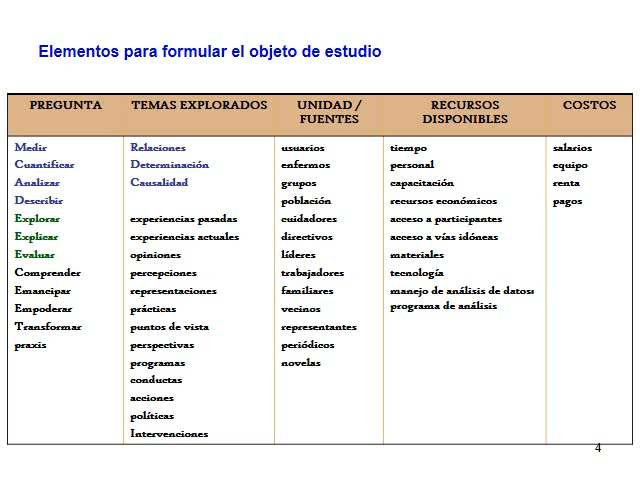 Elementos para formular el objeto de estudio
PREGUNTA TEMAS EXPLORADOS UNIDAD / FUENTES RECURSOS DISPONIBLES COSTOS
Medir Relaciones usuarios tiempo salarios
Cuantificar Determinación enfermos personal equipo
Analizar Causalidad grupos capacitación renta
Describir población recursos económicos pagos
Explorar experiencias pasadas cuidadores acceso a participantes
Explicar experiencias actuales directivos acceso a vías idóneas
Evaluar opiniones líderes materiales
Comprender percepciones trabajadores tecnología
Emancipar representaciones familiares manejo de análisis de datos
Empoderar prácticas vecinos programa de análisis
Transformar puntos de vista representantes
praxis perspectivas periódicos
programas novelas
conductas
acciones
políticas
Intervenciones
4